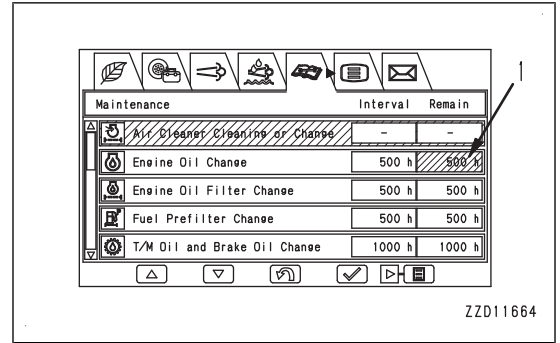 1
Maintenance Interval Remain
Air Cleaner Cleaning or Change - -
Engine Oil Change 500 h 500 h
Engine Oil Filter Change 500 h 500 h
Fuel Prefilter Change 500 h 500 h
T/M Oil and Brake Oil Change 1000 h 1000 h
ZZD11664